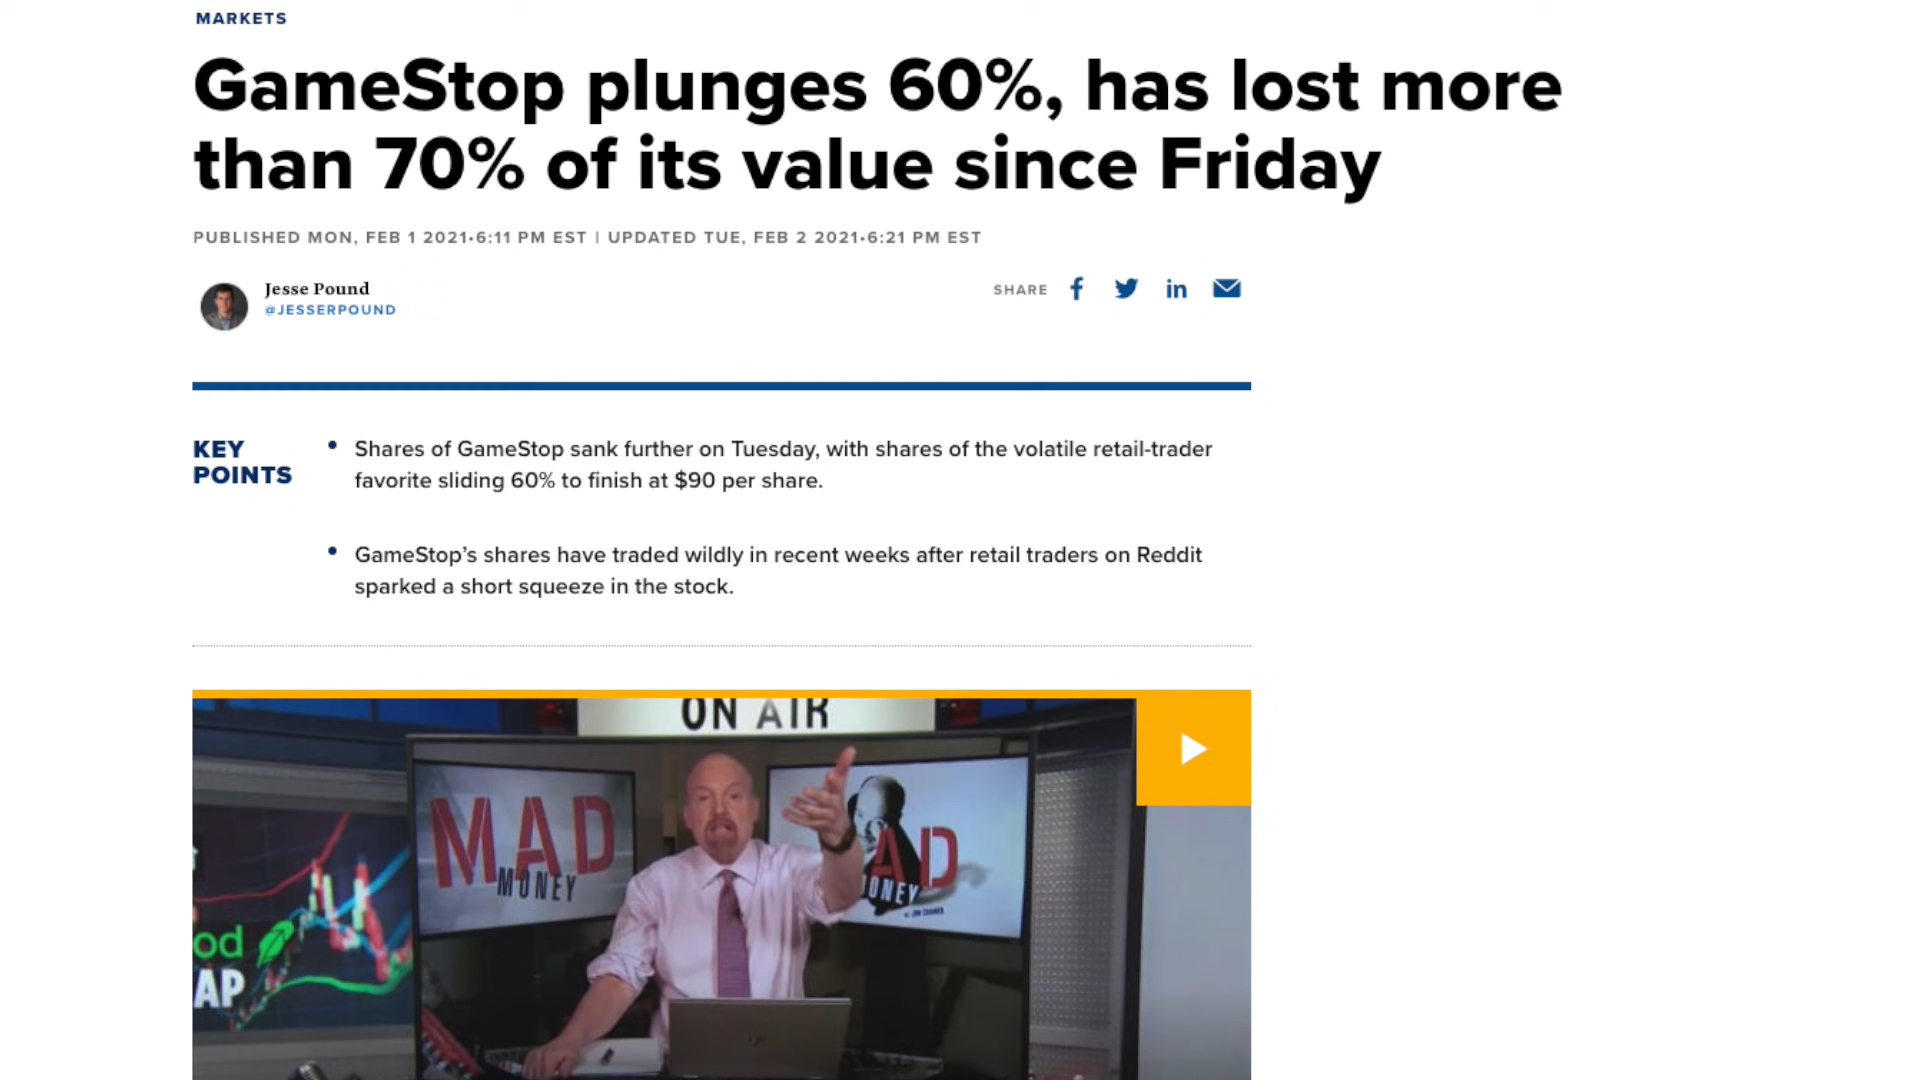 MARKETS
GameStop plunges 60%, has lost more
than 70% of its value since Friday
PUBLISHED MON, FEB 1 2021•6:11 PM EST | UPDATED TUE, FEB 2 2021•6:21 PM EST
Jesse Pound
@JESSERPOUND
SHARE
KEY
POINTS
• Shares of GameStop sank further on Tuesday, with shares of the volatile retail-trader
favorite sliding 60% to finish at $90 per share.
• GameStop’s shares have traded wildly in recent weeks after retail traders on Reddit
sparked a short squeeze in the stock.
ON AIR
MAD
MONEY
AD
MONEY
od
AP